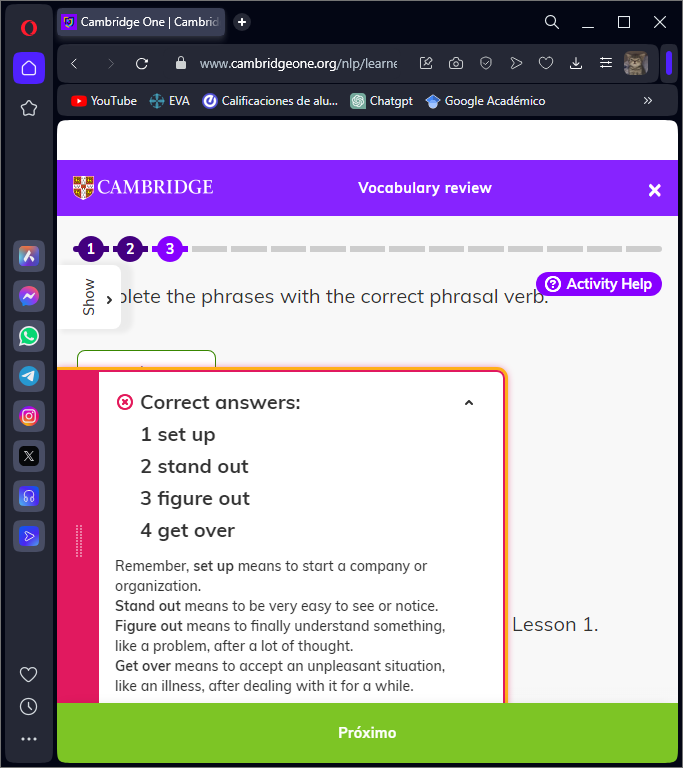 Cambridge One | Cambrid
www.cambridgeone.org/nlp/learne
YouTube EVA Calificaciones de alu... Chatgpt Google Académico
CAMBRIDGE Vocabulary review
1 2 3
Show
Activity Help
plete the phrases with the correct phrasal verb.
Correct answers:
1 set up
2 stand out
3 figure out
4 get over
Remember, set up means to start a company or
organization.
Stand out means to be very easy to see or notice.
Figure out means to finally understand something,
like a problem, after a lot of thought.
Get over means to accept an unpleasant situation,
like an illness, after dealing with it for a while.
Lesson 1.
Próximo